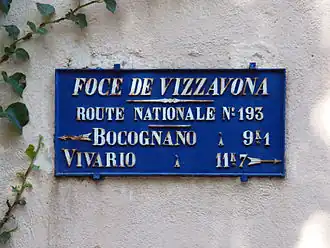 FOCE DE VIZZAVONA
ROUTE NATIONALE No 193
BOCOGNANO À 9K1
VIVARIO À 11K7